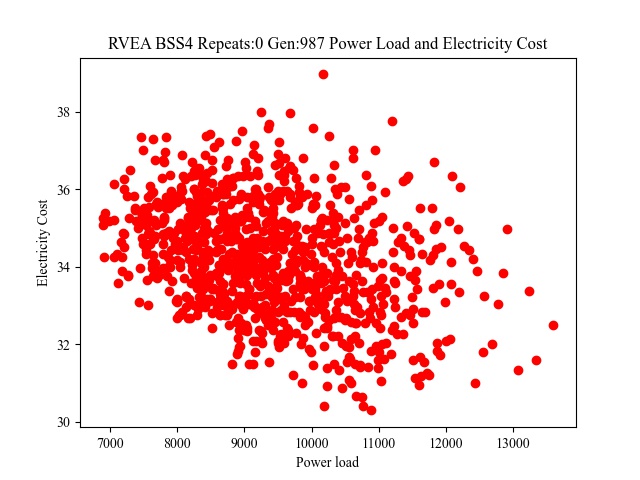 RVEA BSS4 Repeats:0 Gen:987 Power Load and Electricity Cost
38
36
34
32
30
Electricity Cost
7000 8000 9000 10000 11000 12000 13000
Power load